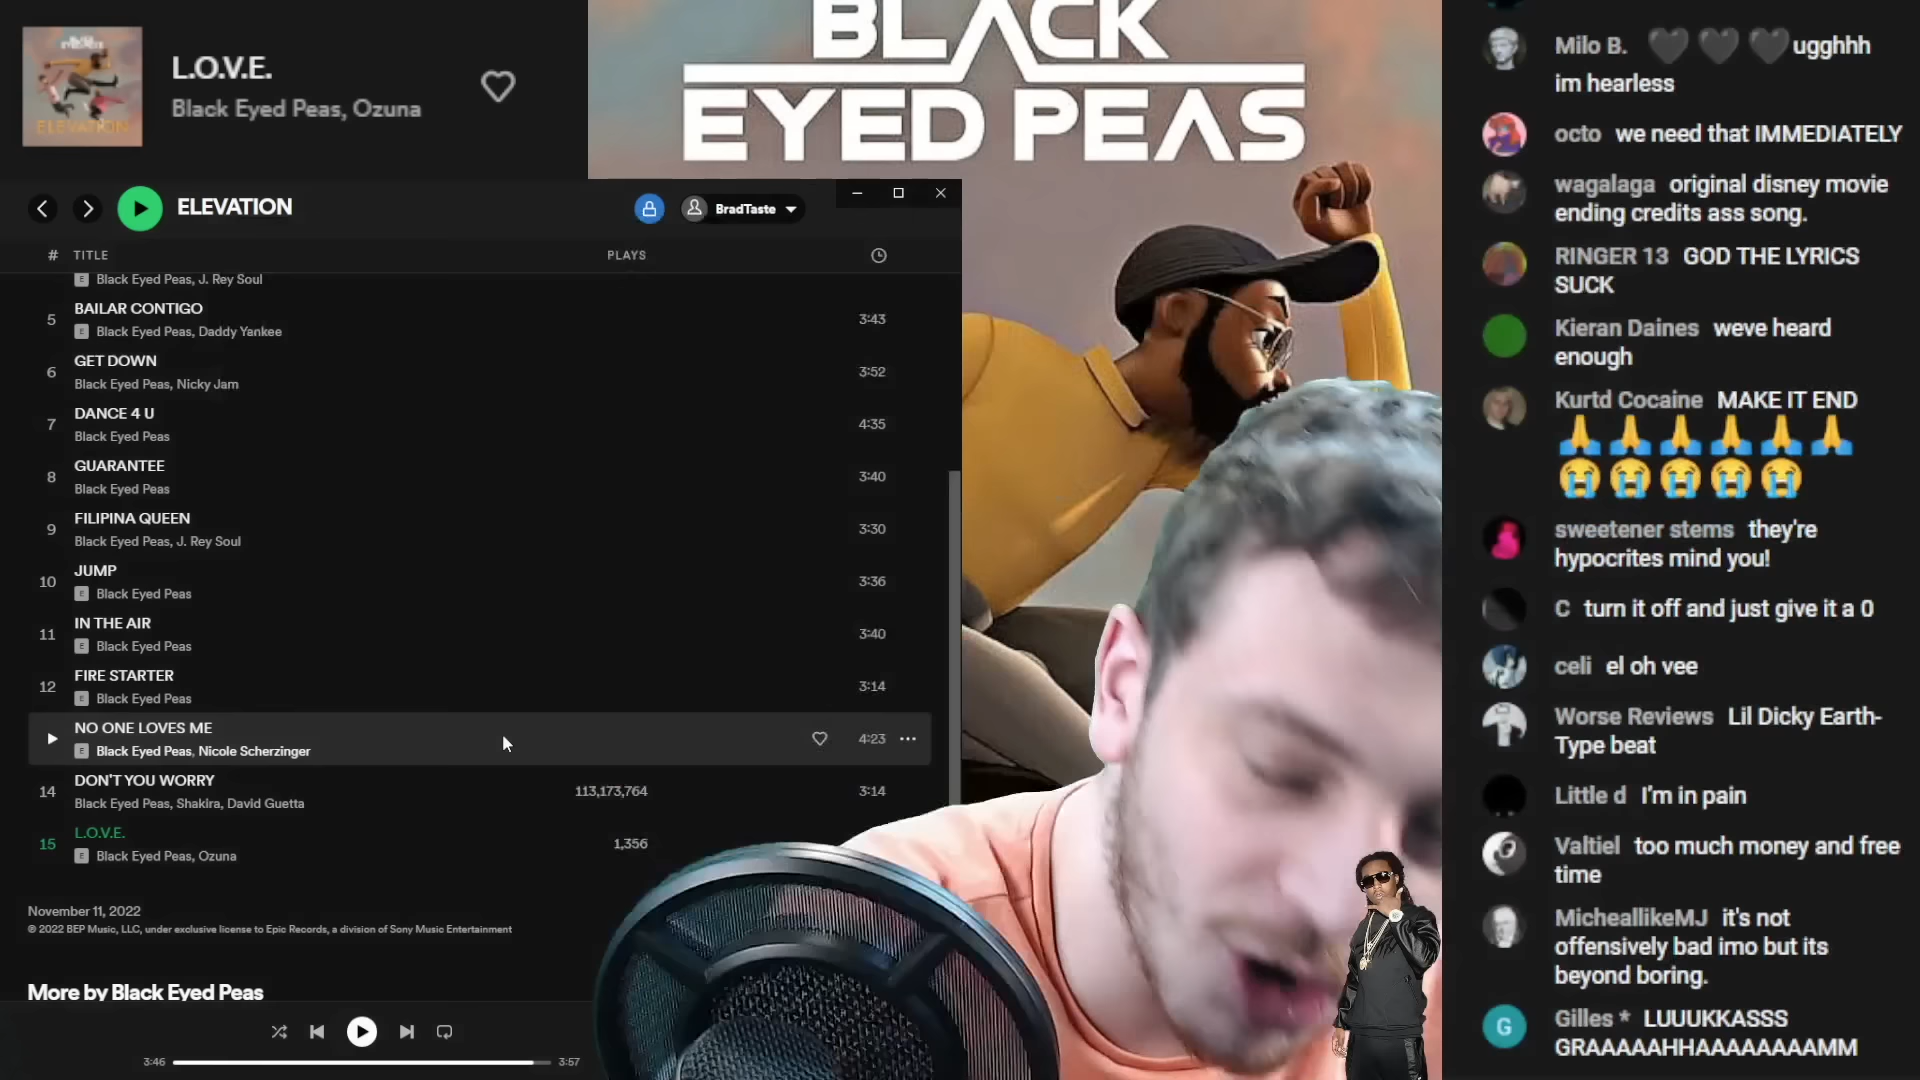 L.O.V.E.
Black Eyed Peas, Ozuna
ELEVATION
BLACK
EYED PEAS
ELEVATION
BradTaste
# TITLE PLAYS
Black Eyed Peas, J. Rey Soul
5 BAILAR CONTIGO 3:43
E Black Eyed Peas, Daddy Yankee
6 GET DOWN 3:52
Black Eyed Peas, Nicky Jam
7 DANCE 4 U 4:35
Black Eyed Peas
8 GUARANTEE 3:40
Black Eyed Peas
9 FILIPINA QUEEN 3:30
Black Eyed Peas, J. Rey Soul
10 JUMP 3:36
E Black Eyed Peas
11 IN THE AIR 3:40
E Black Eyed Peas
12 FIRE STARTER 3:14
E Black Eyed Peas
NO ONE LOVES ME 4:23
E Black Eyed Peas, Nicole Scherzinger
14 DON'T YOU WORRY 113,173,764 3:14
Black Eyed Peas, Shakira, David Guetta
15 L.O.V.E. 1,356
E Black Eyed Peas, Ozuna
November 11, 2022
℗ 2022 BEP Music, LLC, under exclusive license to Epic Records, a division of Sony Music Entertainment
More by Black Eyed Peas
3:46 3:57
Milo B. 🖤 🖤 🖤 ugghhh
im hearless
octo we need that IMMEDIATELY
wagalaga original disney movie
ending credits ass song.
RINGER 13 GOD THE LYRICS
SUCK
Kieran Daines weve heard
enough
Kurtd Cocaine MAKE IT END
🙏🙏🙏🙏🙏🙏
😭😭😭😭😭
sweetener stems they're
hypocrites mind you!
C turn it off and just give it a 0
celi el oh vee
Worse Reviews Lil Dicky Earth-
Type beat
Little d I'm in pain
Valtiel too much money and free
time
MicheallikeMJ it's not
offensively bad imo but its
beyond boring.
G Gilles * LUUUKKASSS
GRAAAAAHHAAAAAAAAMM